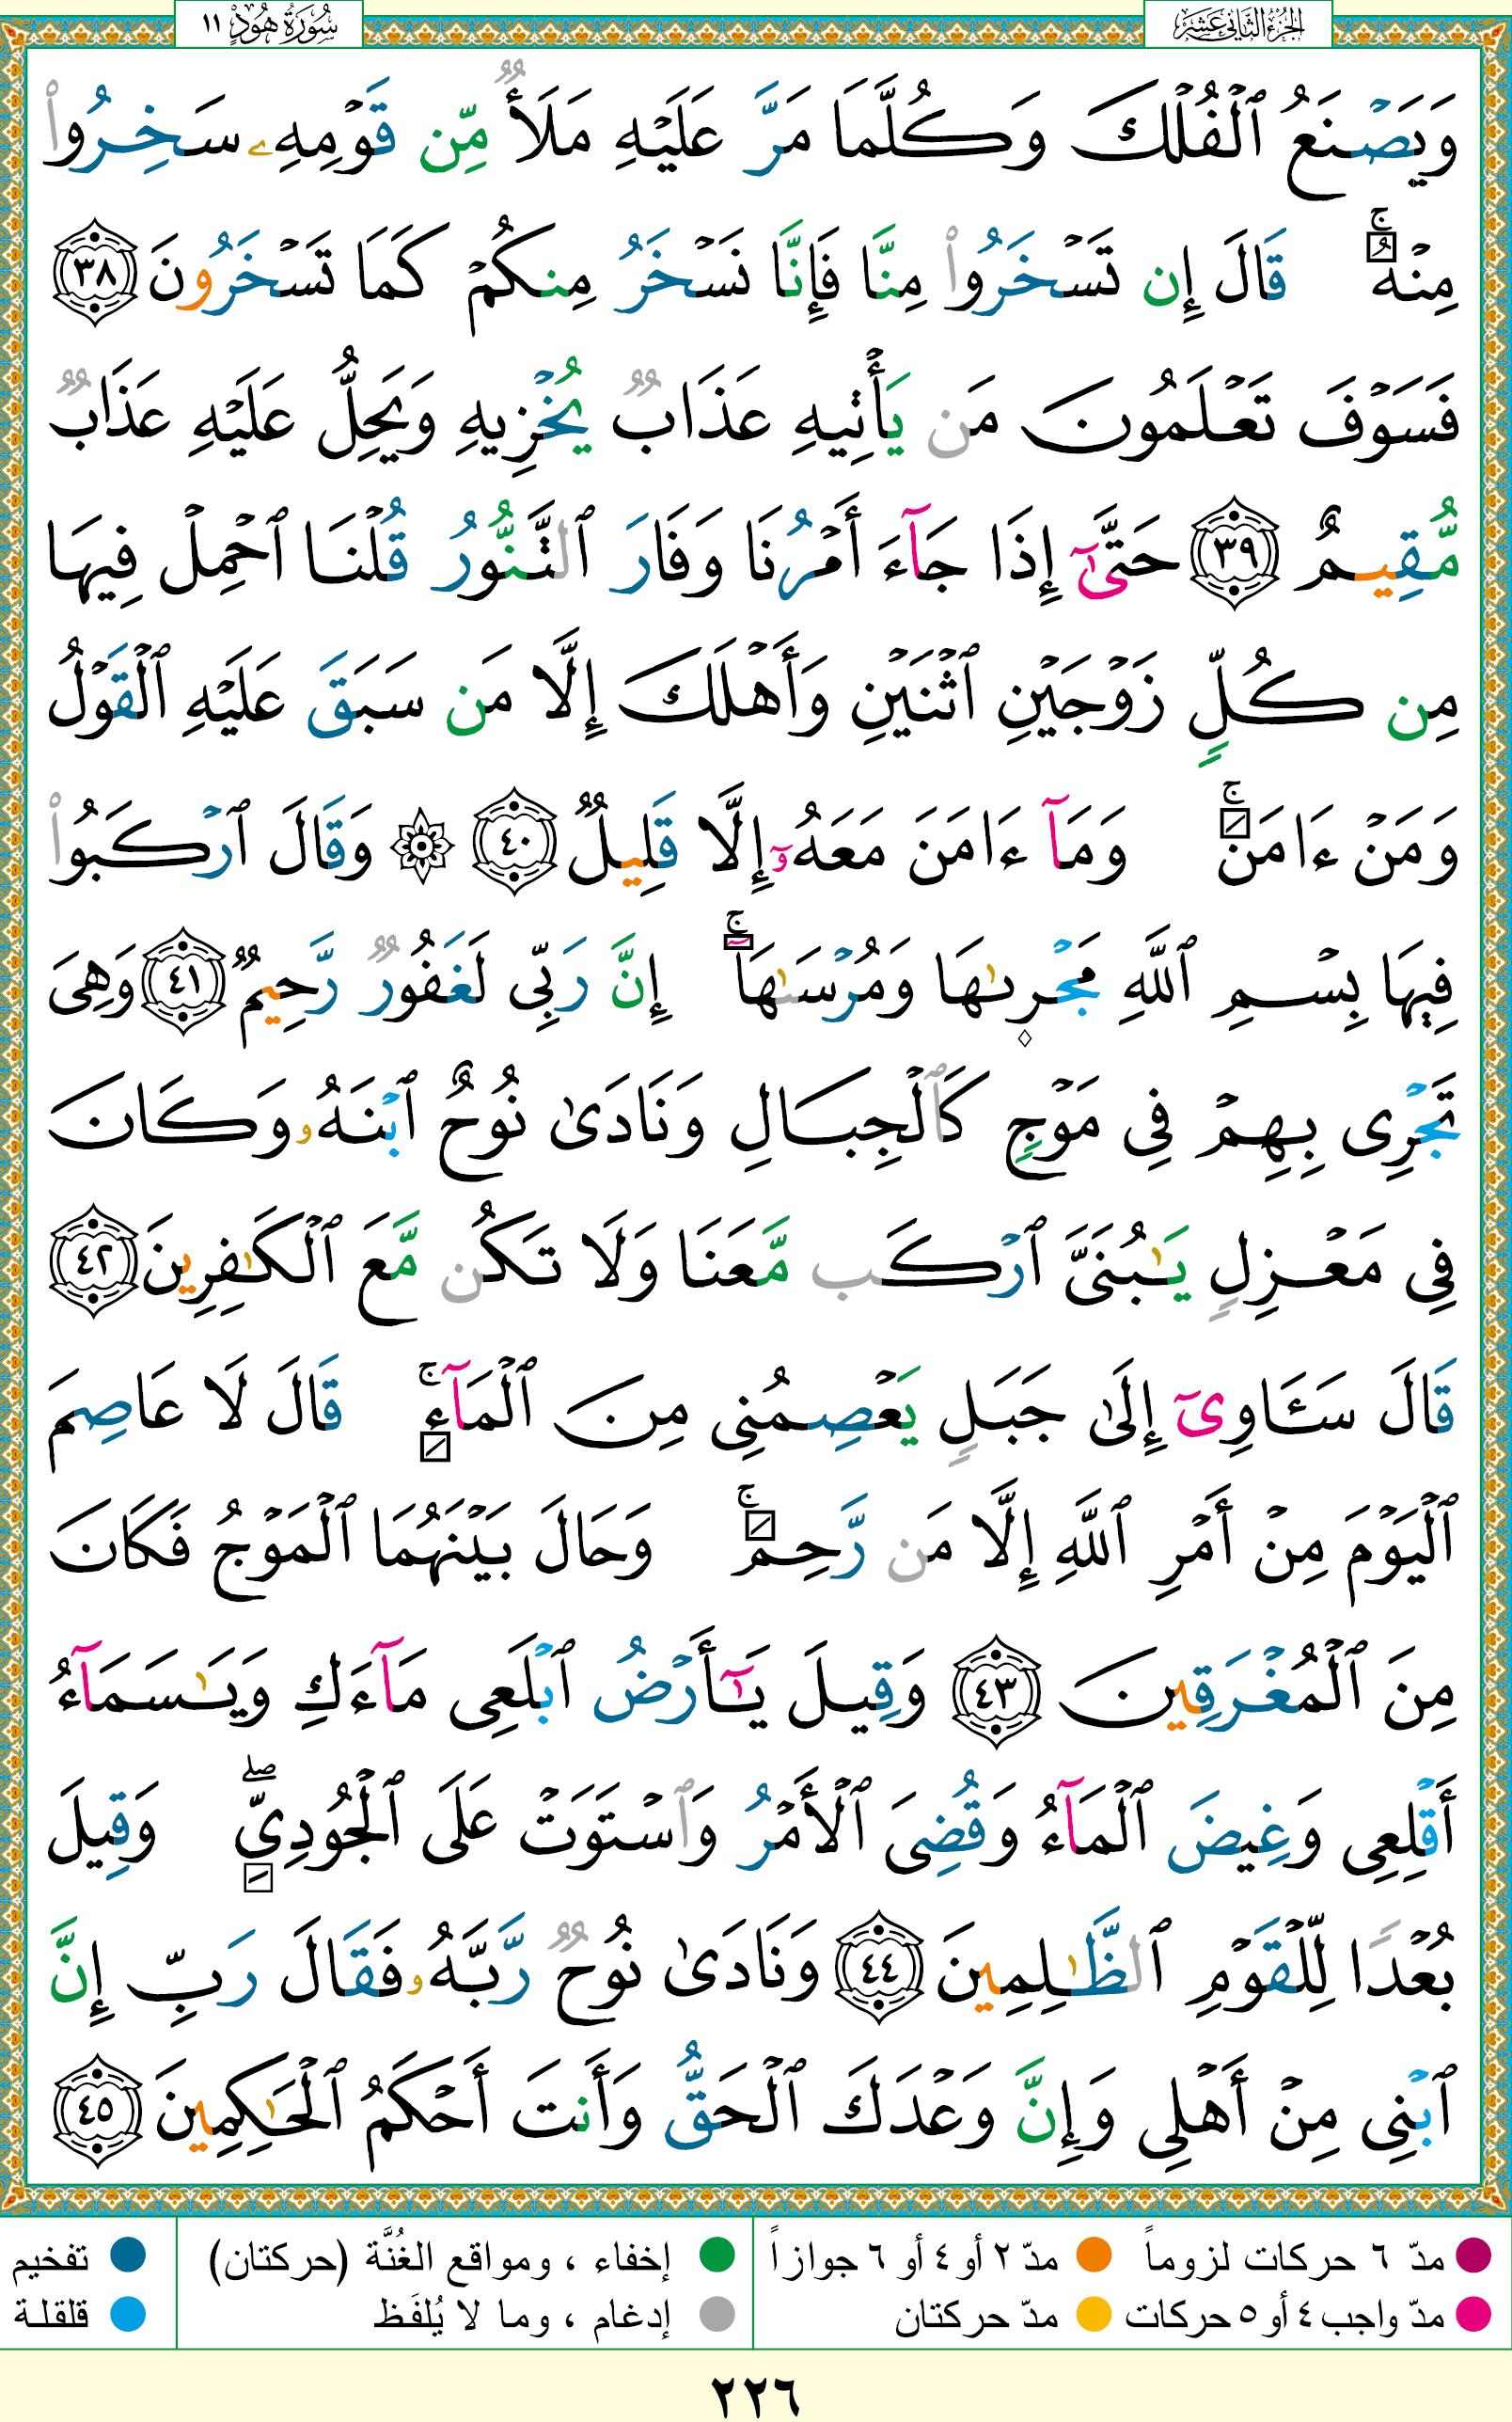 الجزء الثاني عشر
سورة هود ١١
وَيَصْنَعُ ٱلْفُلْكَ وَكُلَّمَا مَرَّ عَلَيْهِ مَلَأٌ مِّن قَوْمِهِۦ سَخِرُوا۟
مِنْهُ ۚ قَالَ إِن تَسْخَرُوا۟ مِنَّا فَإِنَّا نَسْخَرُ مِنكُمْ كَمَا تَسْخَرُونَ ٣٨
فَسَوْفَ تَعْلَمُونَ مَن يَأْتِيهِ عَذَابٌ يُخْزِيهِ وَيَحِلُّ عَلَيْهِ عَذَابٌ
مُّقِيمٌ ٣٩ حَتَّىٰٓ إِذَا جَآءَ أَمْرُنَا وَفَارَ ٱلتَّنُّورُ قُلْنَا ٱحْمِلْ فِيهَا
مِن كُلٍّ زَوْجَيْنِ ٱثْنَيْنِ وَأَهْلَكَ إِلَّا مَن سَبَقَ عَلَيْهِ ٱلْقَوْلُ
وَمَنْ ءَامَنَ ۚ وَمَآ ءَامَنَ مَعَهُۥٓ إِلَّا قَلِيلٌ ٤٠ ۞ وَقَالَ ٱرْكَبُوا۟
فِيهَا بِسْمِ ٱللَّهِ مَجْر۪ىٰهَا وَمُرْسَىٰهَآ ۚ إِنَّ رَبِّى لَغَفُورٌ رَّحِيمٌ ٤١ وَهِىَ
تَجْرِى بِهِمْ فِى مَوْجٍ كَٱلْجِبَالِ وَنَادَىٰ نُوحٌ ٱبْنَهُۥ وَكَانَ
فِى مَعْزِلٍ يَـٰبُنَىَّ ٱرْكَب مَّعَنَا وَلَا تَكُن مَّعَ ٱلْكَـٰفِرِينَ ٤٢
قَالَ سَـَٔاوِىٓ إِلَىٰ جَبَلٍ يَعْصِمُنِى مِنَ ٱلْمَآءِ ۚ قَالَ لَا عَاصِمَ
ٱلْيَوْمَ مِنْ أَمْرِ ٱللَّهِ إِلَّا مَن رَّحِمَ ۚ وَحَالَ بَيْنَهُمَا ٱلْمَوْجُ فَكَانَ
مِنَ ٱلْمُغْرَقِينَ ٤٣ وَقِيلَ يَـٰٓأَرْضُ ٱبْلَعِى مَآءَكِ وَيَـٰسَمَآءُ
أَقْلِعِى وَغِيضَ ٱلْمَآءُ وَقُضِىَ ٱلْأَمْرُ وَٱسْتَوَتْ عَلَى ٱلْجُودِىِّ ۖ وَقِيلَ
بُعْدًا لِّلْقَوْمِ ٱلظَّـٰلِمِينَ ٤٤ وَنَادَىٰ نُوحٌ رَّبَّهُۥ فَقَالَ رَبِّ إِنَّ
ٱبْنِى مِنْ أَهْلِى وَإِنَّ وَعْدَكَ ٱلْحَقُّ وَأَنتَ أَحْكَمُ ٱلْحَـٰكِمِينَ ٤٥
مدّ ٦ حركات لزوماً مدّ ٢ أو ٤ أو ٦ جوازاً إخفاء ، ومواقع الغُنَّة (حركتان) تفخيم
مدّ واجب ٤ أو ٥ حركات مدّ حركتان إدغام ، وما لا يُلفَظ قلقلة
٢٢٦